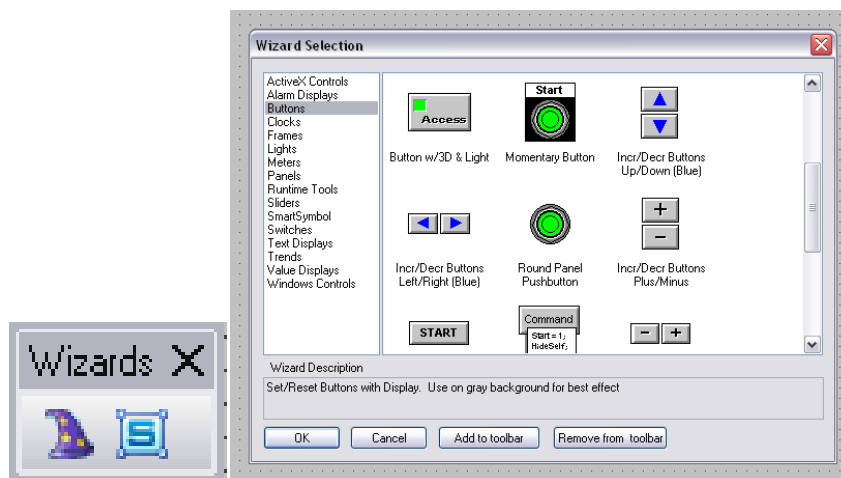 Wizard Selection
ActiveX Controls
Alarm Displays
Buttons
Clocks
Frames
Lights
Meters
Panels
Runtime Tools
Sliders
SmartSymbol
Switches
Text Displays
Trends
Value Displays
Windows Controls
Access
Button w/3D & Light
Start
Momentary Button
Incr/Decr Buttons
Up/Down (Blue)
Incr/Decr Buttons
Left/Right (Blue)
Round Panel
Pushbutton
+
−
Incr/Decr Buttons
Plus/Minus
START
Command
Start = 1;
HideSelf;
− +
Wizard Description
Set/Reset Buttons with Display. Use on gray background for best effect
OK
Cancel
Add to toolbar
Remove from toolbar
Wizards
S